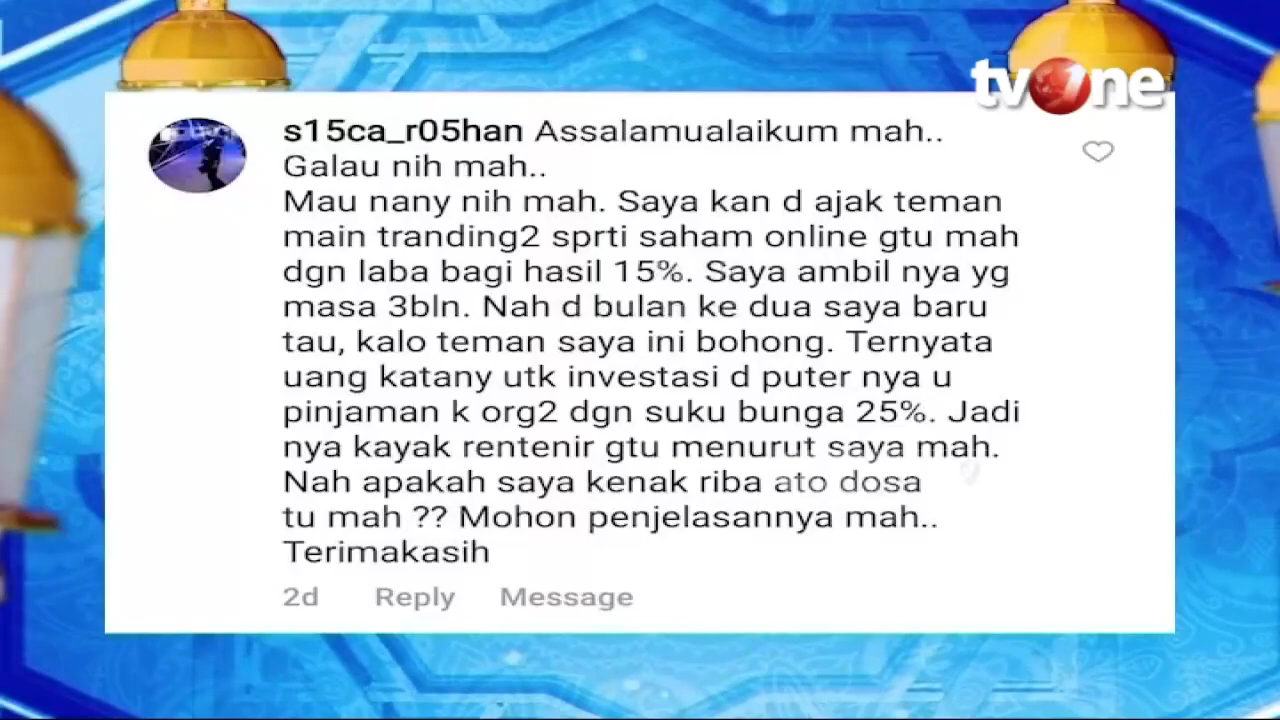 tvOne
s15ca_r05han Assalamualaikum mah..
Galau nih mah..
Mau nany nih mah. Saya kan d ajak teman
main tranding2 sprti saham online gtu mah
dgn laba bagi hasil 15%. Saya ambil nya yg
masa 3bln. Nah d bulan ke dua saya baru
tau, kalo teman saya ini bohong. Ternyata
uang katany utk investasi d puter nya u
pinjaman k org2 dgn suku bunga 25%. Jadi
nya kayak rentenir gtu menurut saya mah.
Nah apakah saya kenak riba ato dosa
tu mah ?? Mohon penjelasannya mah..
Terimakasih
2d Reply Message